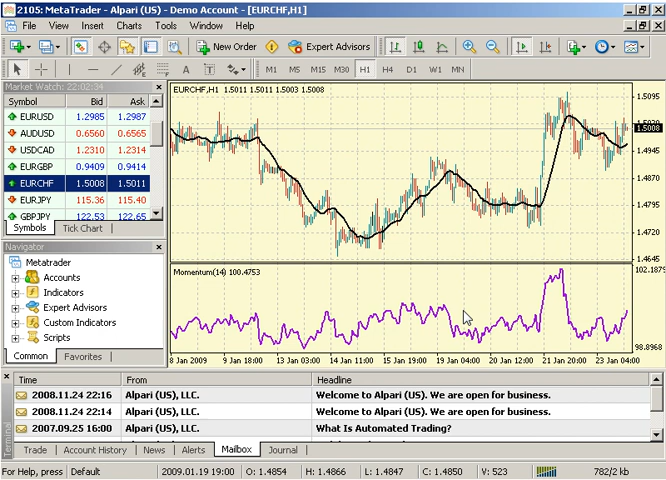 2105: MetaTrader - Alpari (US) - Demo Account - [EURCHF,H1]
File View Insert Charts Tools Window Help
New Order Expert Advisors
A T M1 M5 M15 M30 H1 H4 D1 W1 MN
Market Watch: 22:02:34
Symbol Bid Ask
EURUSD 1.2985 1.2987
AUDUSD 0.6560 0.6565
USDCAD 1.2310 1.2314
EURGBP 0.9409 0.9414
EURCHF 1.5008 1.5011
EURJPY 115.36 115.40
GBPJPY 122.53 122.65
Symbols Tick Chart
Navigator
Metatrader
Accounts
Indicators
Expert Advisors
Custom Indicators
Scripts
Common Favorites
EURCHF,H1 1.5011 1.5011 1.5003 1.5008
1.5095
1.5008
1.4945
1.4870
1.4795
1.4720
1.4645
Momentum(14) 100.4753
102.1875
98.8968
8 Jan 2009 9 Jan 18:00 13 Jan 03:00 14 Jan 11:00 15 Jan 19:00 19 Jan 04:00 20 Jan 12:00 21 Jan 20:00 23 Jan 04:00
Time From Headline
2008.11.24 22:16 Alpari (US), LLC. Welcome to Alpari (US). We are open for business.
2008.11.24 22:14 Alpari (US), LLC. Welcome to Alpari (US). We are open for business.
2007.09.25 16:00 Alpari (US), LLC. What Is Automated Trading?
Terminal
Trade Account History News Alerts Mailbox Journal
For Help, press Default 2009.01.19 19:00 O: 1.4854 H: 1.4866 L: 1.4847 C: 1.4850 V: 523 782/2 kb